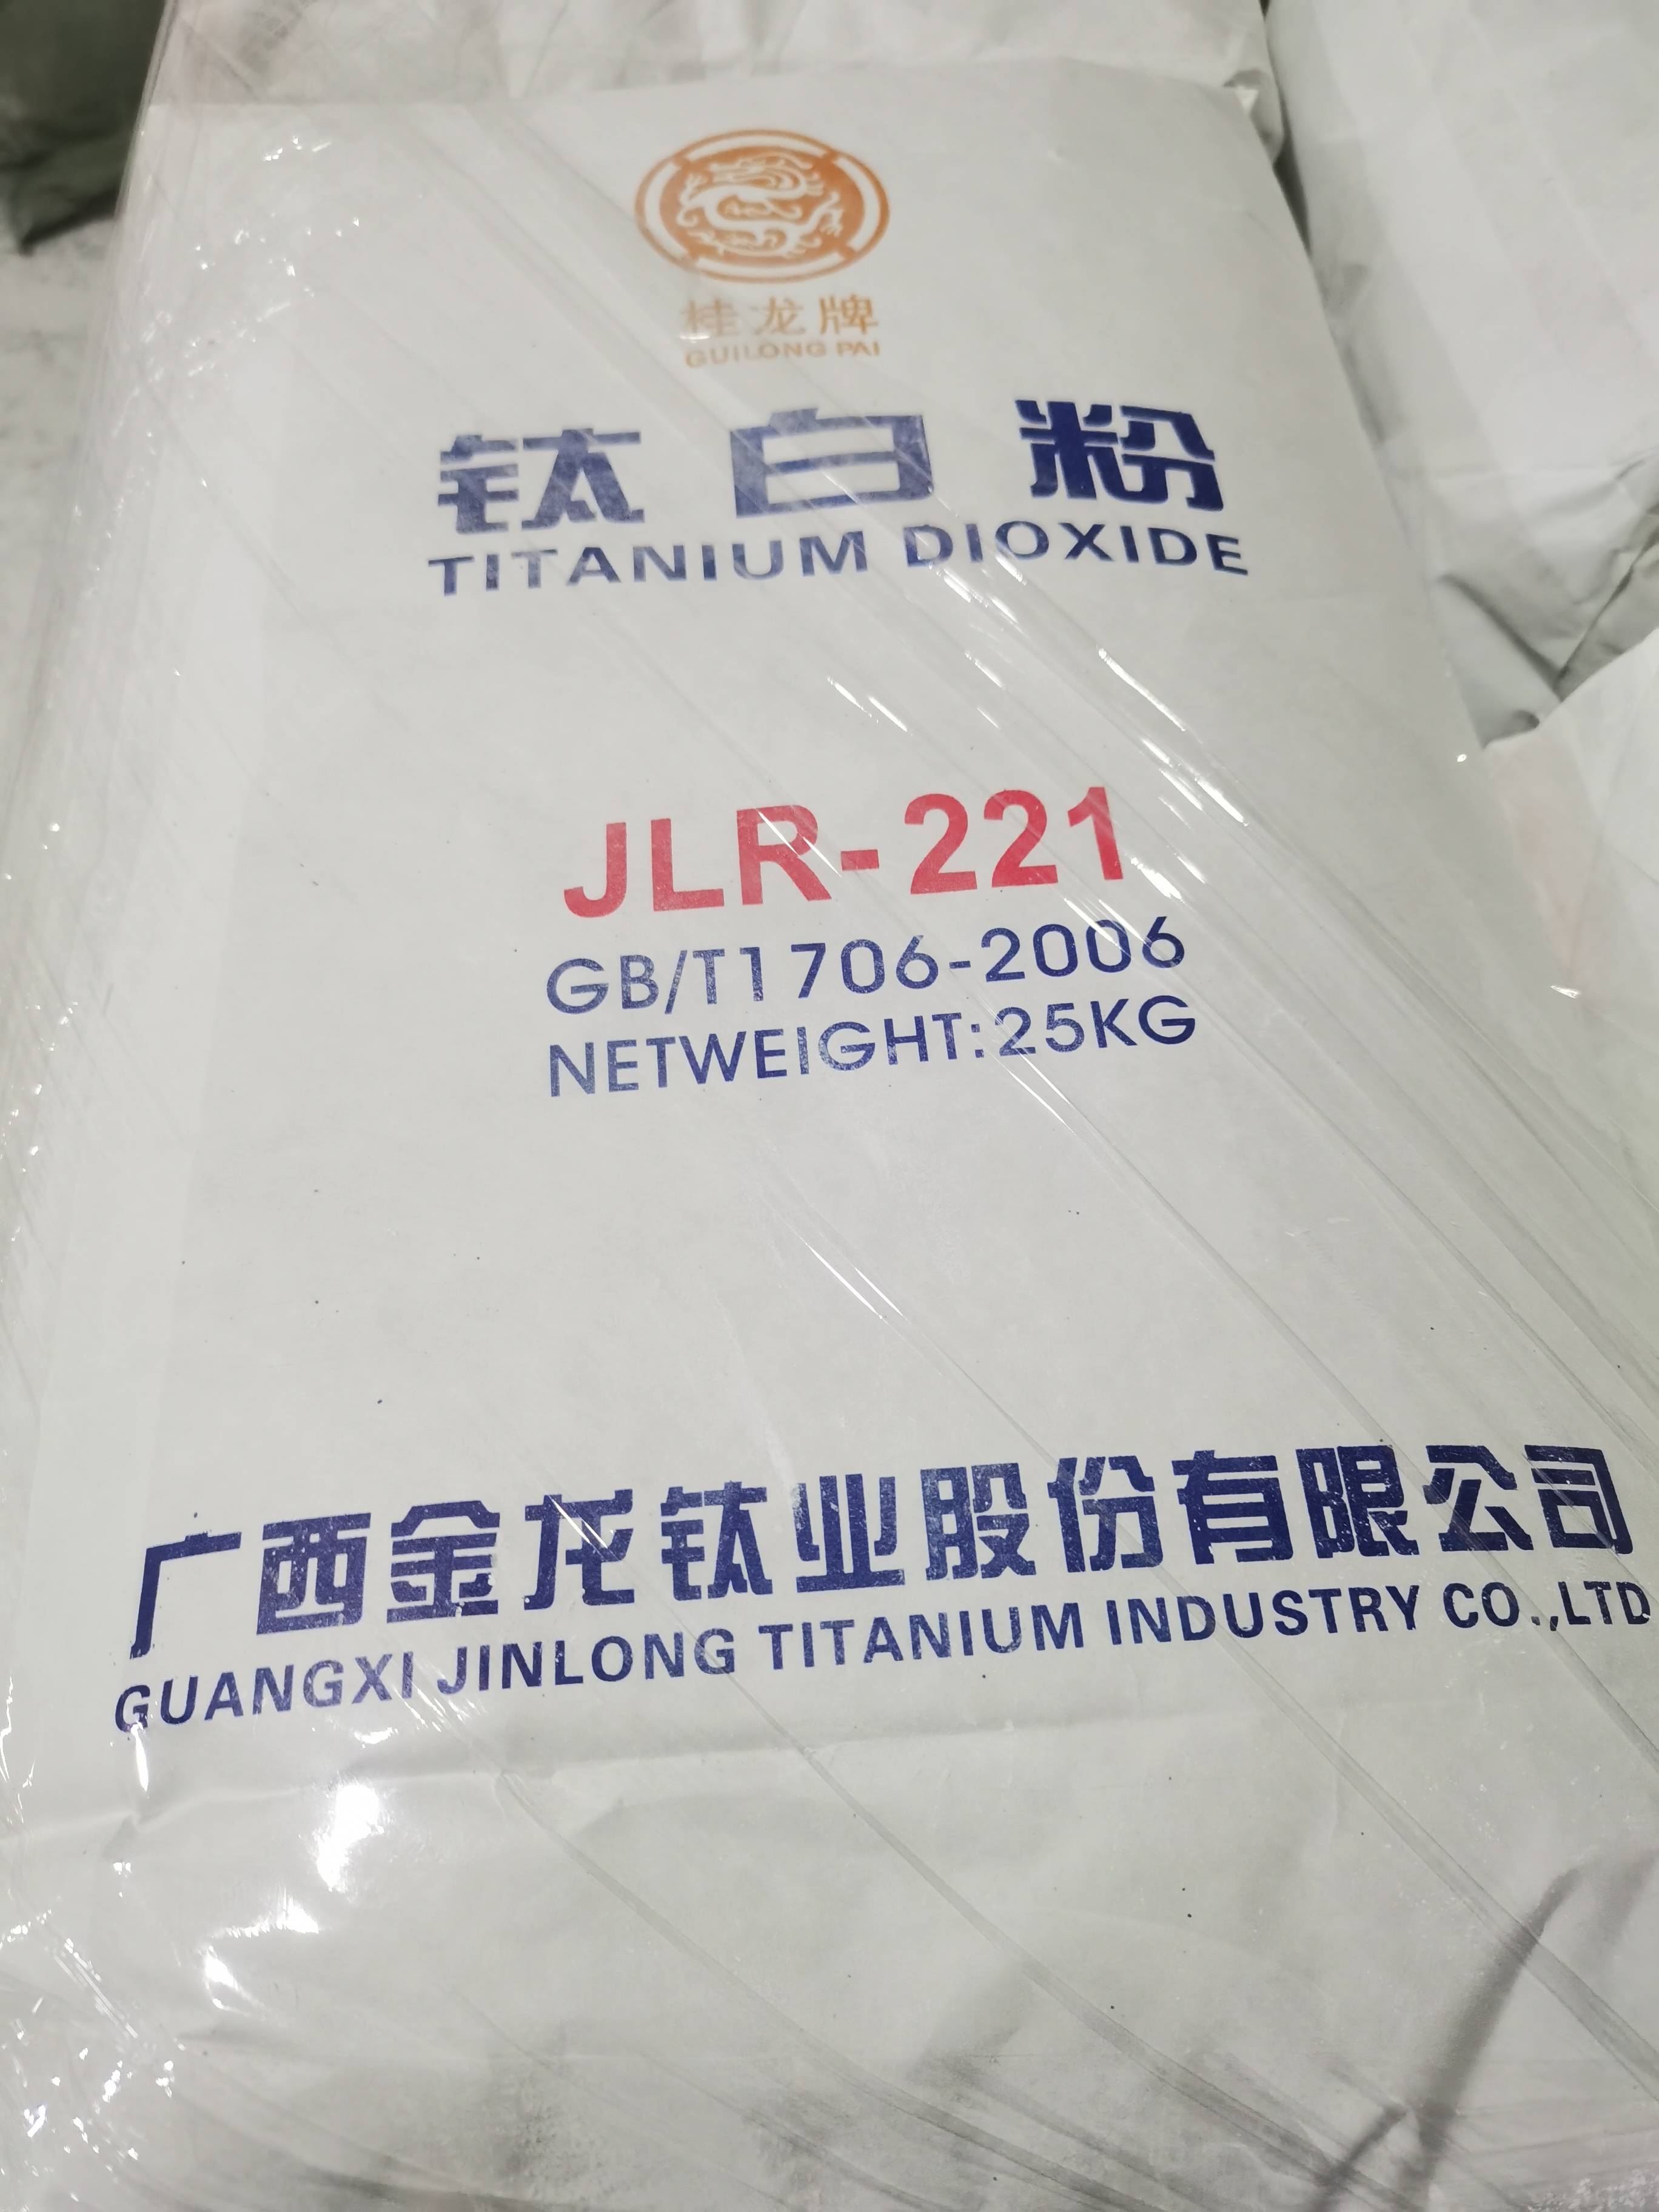 桂龙牌
GUILONG PAI
钛白粉
TITANIUM DIOXIDE
JLR-221
GB/T1706-2006
NETWEIGHT:25KG
广西金龙钛业股份有限公司
GUANGXI JINLONG TITANIUM INDUSTRY CO.,LTD